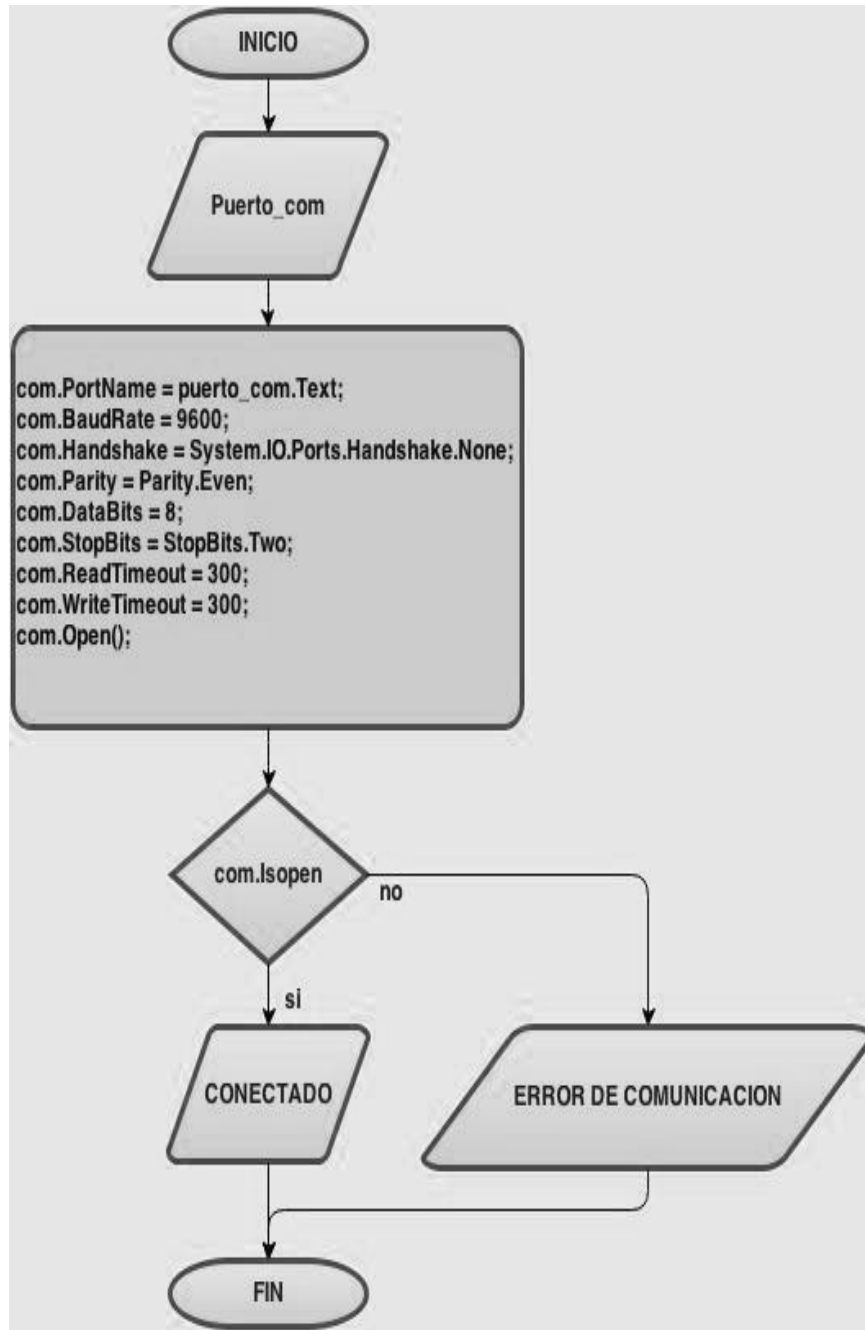 INICIO
Puerto_com
com.PortName = puerto_com.Text;
com.BaudRate = 9600;
com.Handshake = System.IO.Ports.Handshake.None;
com.Parity = Parity.Even;
com.DataBits = 8;
com.StopBits = StopBits.Two;
com.ReadTimeout = 300;
com.WriteTimeout = 300;
com.Open();
com.Isopen
no
si
CONECTADO
ERROR DE COMUNICACION
FIN